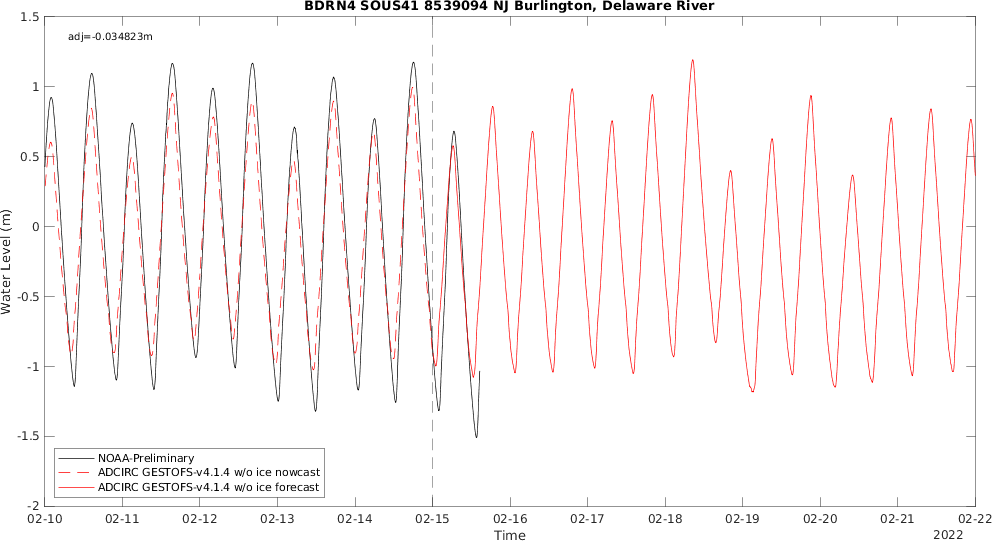 BDRN4 SOUS41 8539094 NJ Burlington, Delaware River
adj=-0.034823m
1.5
1
0.5
0
-0.5
-1
-1.5
-2
Water Level (m)
NOAA-Preliminary
ADCIRC GESTOFS-v4.1.4 w/o ice nowcast
ADCIRC GESTOFS-v4.1.4 w/o ice forecast
02-10 02-11 02-12 02-13 02-14 02-15 02-16 02-17 02-18 02-19 02-20 02-21 02-22
Time
2022